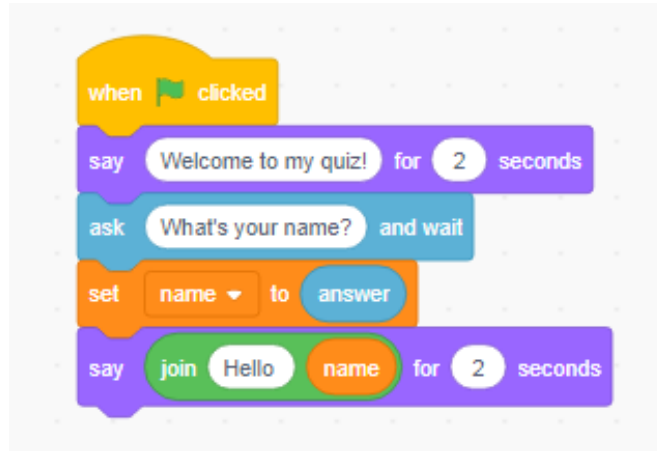 when clicked
say Welcome to my quiz! for 2 seconds
ask What's your name? and wait
set name to answer
say join Hello name for 2 seconds